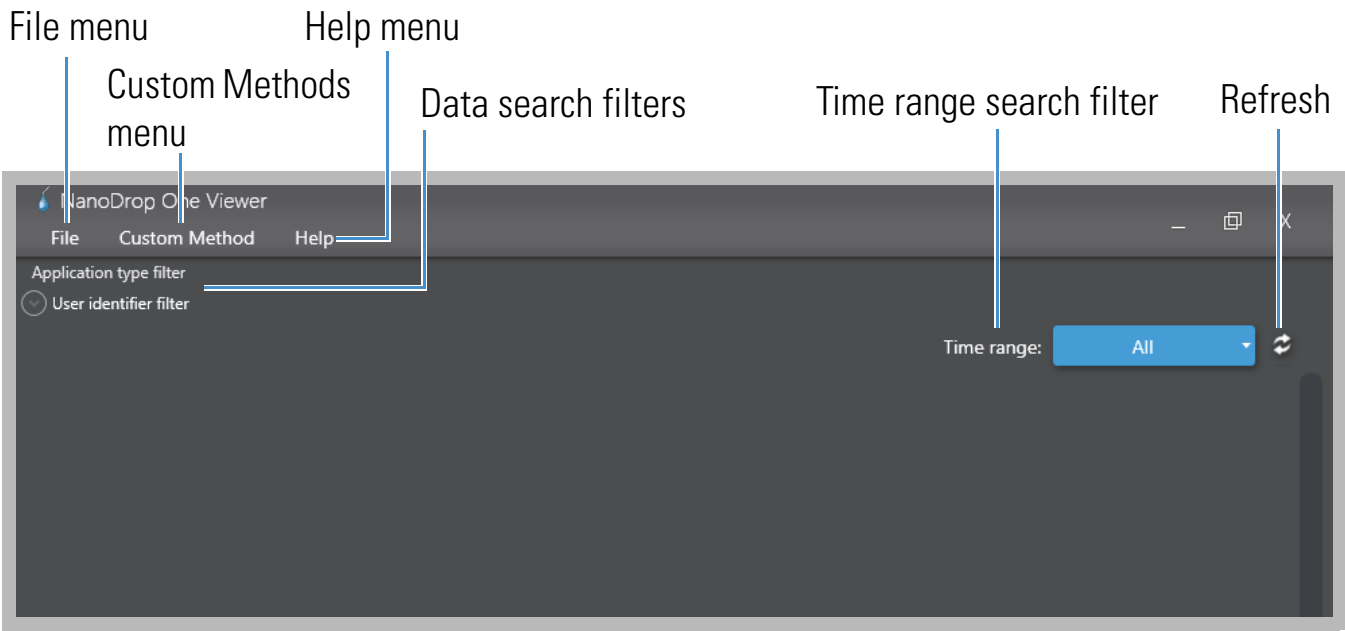 File menu
Help menu
Custom Methods
menu
Data search filters
Time range search filter
Refresh
NanoDrop One Viewer
File
Custom Method
Help
Application type filter
User identifier filter
Time range:
All